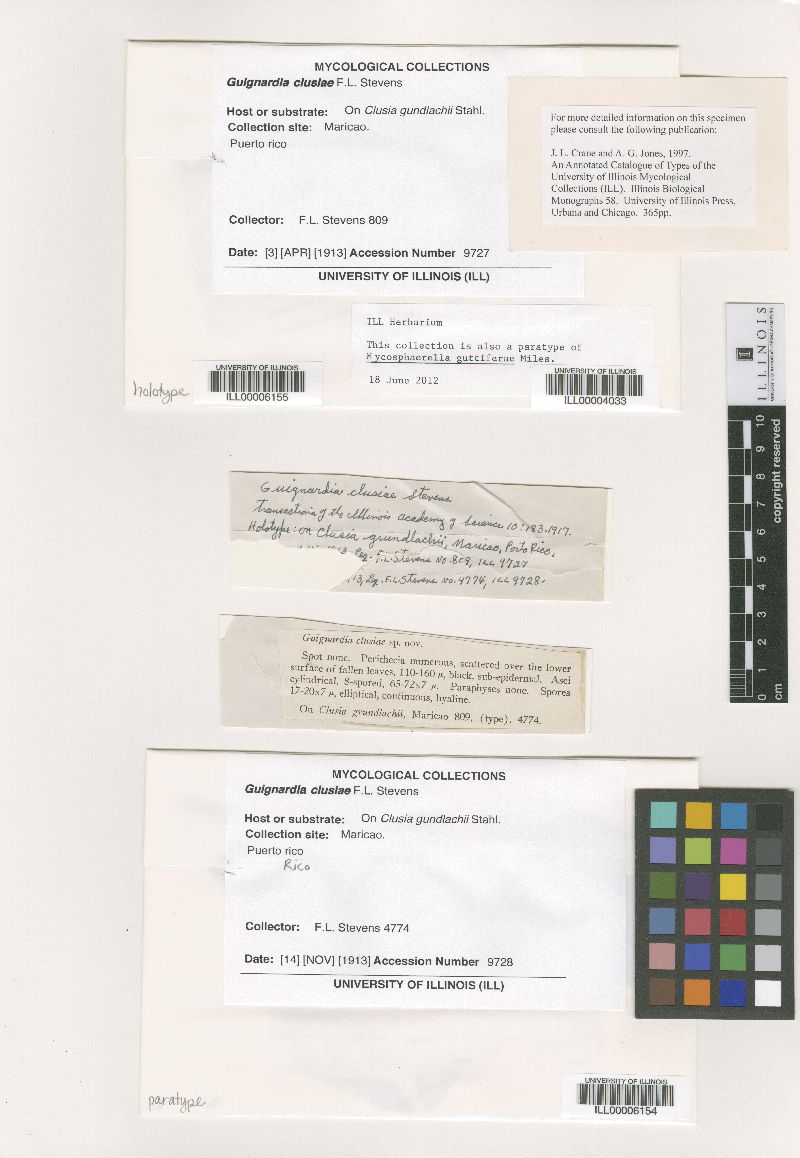 MYCOLOGICAL COLLECTIONS
Guignardia clusiae F.L. Stevens
Host or substrate: On Clusia gundlachii Stahl.
Collection site: Maricao.
Puerto rico
Collector: F.L. Stevens 809
Date: [3] [APR] [1913] Accession Number 9727
UNIVERSITY OF ILLINOIS (ILL)
For more detailed information on this specimen
please consult the following publication:
J. L. Crane and A. G. Jones, 1997.
An Annotated Catalogue of Types of the
University of Illinois Mycological
Collections (ILL). Illinois Biological
Monographs 58. University of Illinois Press,
Urbana and Chicago. 365pp.
ILL Herbarium
This collection is also a paratype of
Mycosphaerella guttiferae Miles.
18 June 2012
holotype
UNIVERSITY OF ILLINOIS
ILL00006155
UNIVERSITY OF ILLINOIS
ILL00004033
ILLINOIS
0 1 2 3 4 5 6 7 8 9 10
cm
copyright reserved
Guignardia clusiae Stevens
Transactions of the Illinois academy of Science 10:183.1917.
Holotype: on Clusia grundlachii, Maricao, Porto Rico,
Leg. F.L. Stevens No. 809, ILL 9727
13, Leg. F.L. Stevens No. 4774, ILL 9728.
Guignardia clusiae sp. nov.
Spot none. Perithecia numerous, scattered over the lower
surface of fallen leaves, 110-160 μ, black, sub-epidermal. Asci
cylindrical, 8-spored, 65-72x7 μ. Paraphyses none. Spores
17-20x7 μ, elliptical, continuous, hyaline.
On Clusia grundlachii, Maricao 809, (type), 4774.
MYCOLOGICAL COLLECTIONS
Guignardia clusiae F.L. Stevens
Host or substrate: On Clusia gundlachii Stahl.
Collection site: Maricao.
Puerto rico
Rico
Collector: F.L. Stevens 4774
Date: [14] [NOV] [1913] Accession Number 9728
UNIVERSITY OF ILLINOIS (ILL)
paratype
UNIVERSITY OF ILLINOIS
ILL00006154